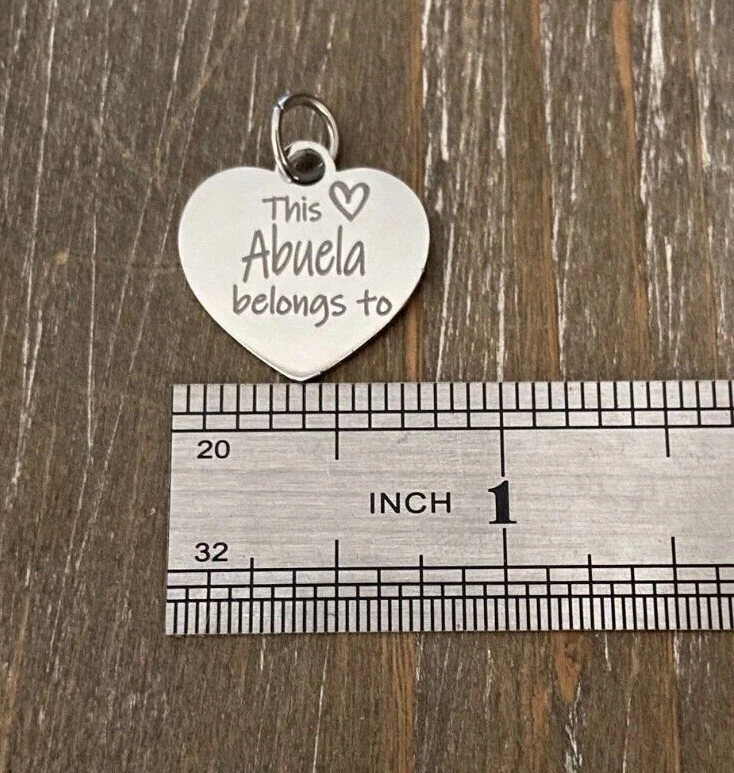 This
Abuela
belongs to
20
INCH 1
32